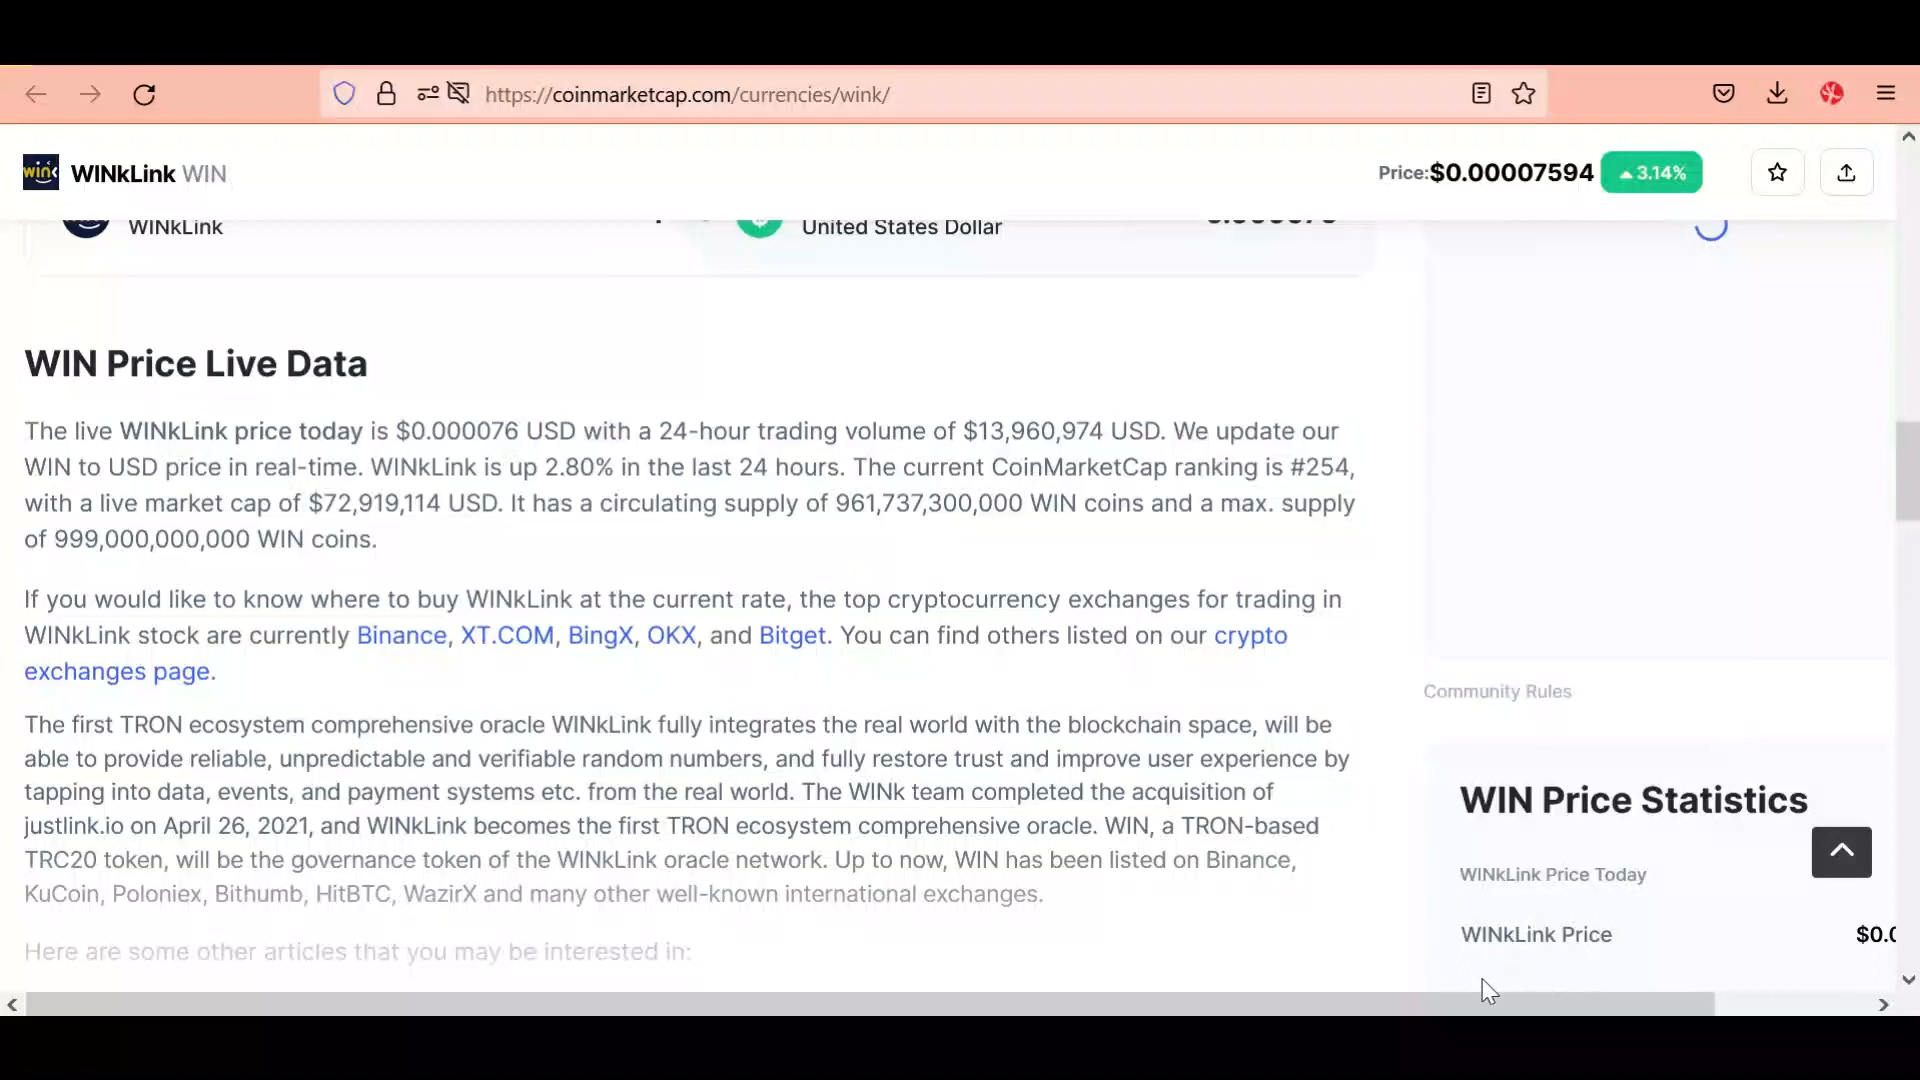 https://coinmarketcap.com/currencies/wink/
win
WINkLink WIN
Price:$0.00007594
3.14%
WINkLink
United States Dollar
WIN Price Live Data
The live WINkLink price today is $0.000076 USD with a 24-hour trading volume of $13,960,974 USD. We update our
WIN to USD price in real-time. WINkLink is up 2.80% in the last 24 hours. The current CoinMarketCap ranking is #254,
with a live market cap of $72,919,114 USD. It has a circulating supply of 961,737,300,000 WIN coins and a max. supply
of 999,000,000,000 WIN coins.
If you would like to know where to buy WINkLink at the current rate, the top cryptocurrency exchanges for trading in
WINkLink stock are currently Binance, XT.COM, BingX, OKX, and Bitget. You can find others listed on our crypto
exchanges page.
The first TRON ecosystem comprehensive oracle WINkLink fully integrates the real world with the blockchain space, will be
able to provide reliable, unpredictable and verifiable random numbers, and fully restore trust and improve user experience by
tapping into data, events, and payment systems etc. from the real world. The WINk team completed the acquisition of
justlink.io on April 26, 2021, and WINkLink becomes the first TRON ecosystem comprehensive oracle. WIN, a TRON-based
TRC20 token, will be the governance token of the WINkLink oracle network. Up to now, WIN has been listed on Binance,
KuCoin, Poloniex, Bithumb, HitBTC, WazirX and many other well-known international exchanges.
Here are some other articles that you may be interested in:
Community Rules
WIN Price Statistics
WINkLink Price Today
WINkLink Price
$0.0